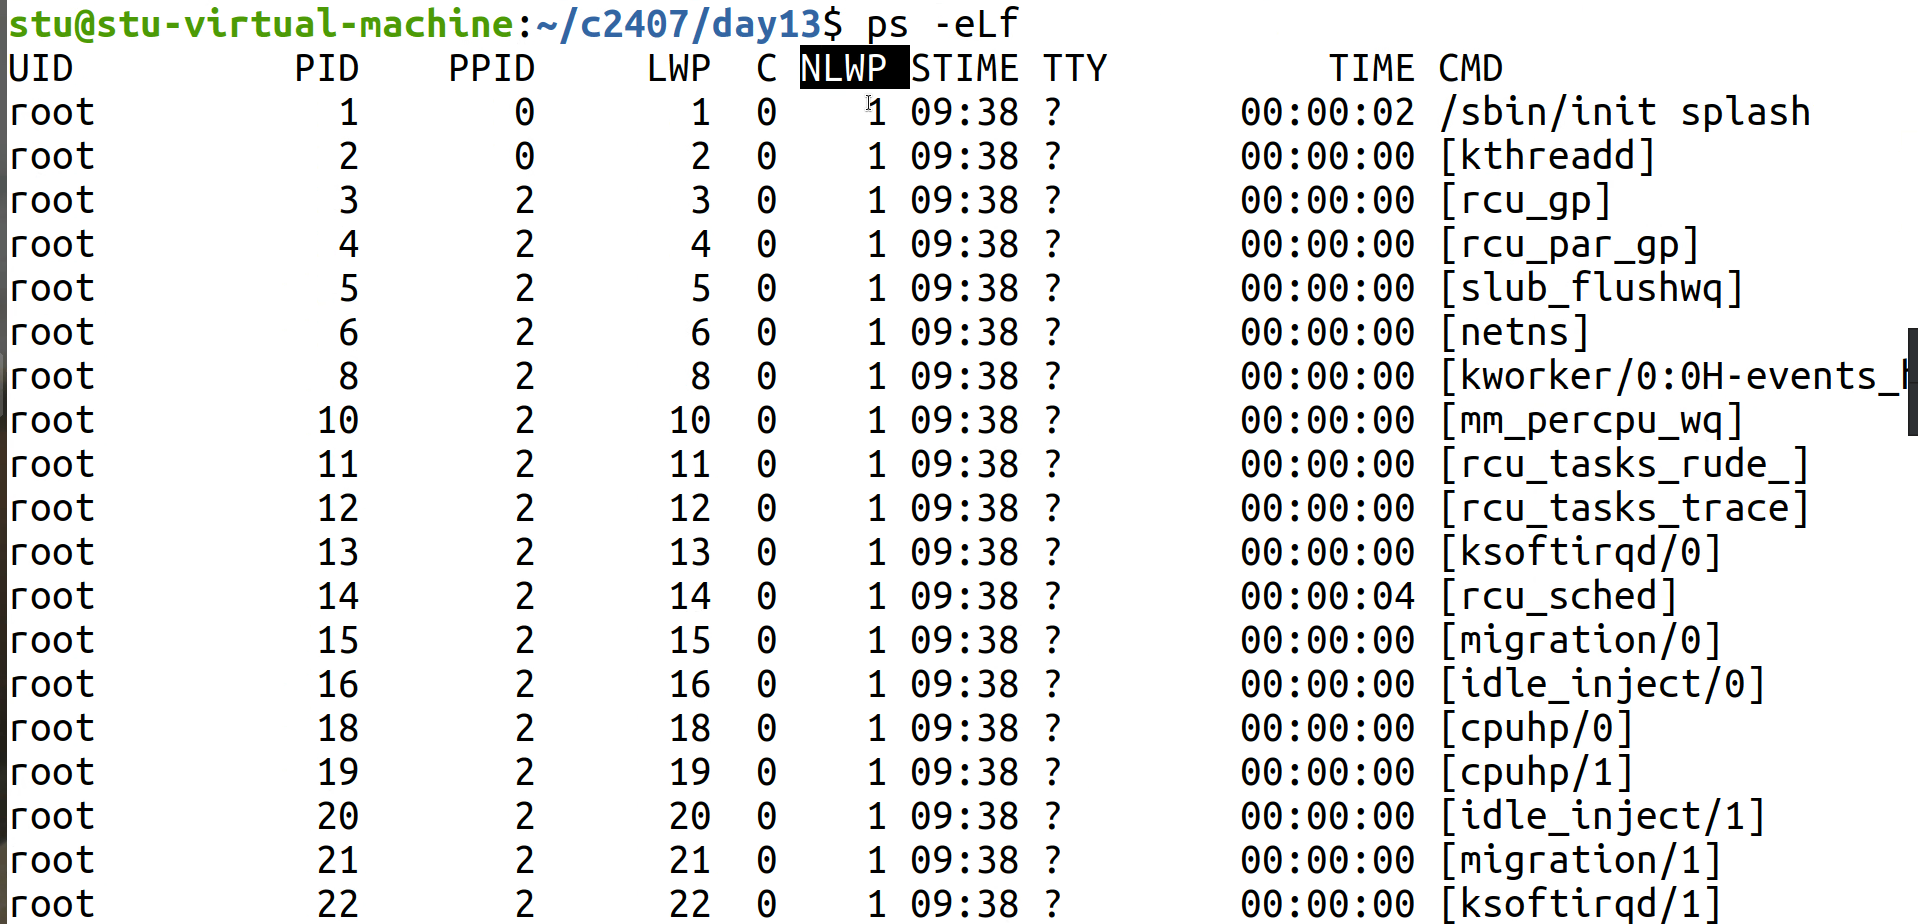 stu@stu-virtual-machine:~/c2407/day13$ ps -eLf
UID PID PPID LWP C NLWP STIME TTY TIME CMD
root 1 0 1 0 1 09:38 ? 00:00:02 /sbin/init splash
root 2 0 2 0 1 09:38 ? 00:00:00 [kthreadd]
root 3 2 3 0 1 09:38 ? 00:00:00 [rcu_gp]
root 4 2 4 0 1 09:38 ? 00:00:00 [rcu_par_gp]
root 5 2 5 0 1 09:38 ? 00:00:00 [slub_flushwq]
root 6 2 6 0 1 09:38 ? 00:00:00 [netns]
root 8 2 8 0 1 09:38 ? 00:00:00 [kworker/0:0H-events_h
root 10 2 10 0 1 09:38 ? 00:00:00 [mm_percpu_wq]
root 11 2 11 0 1 09:38 ? 00:00:00 [rcu_tasks_rude_]
root 12 2 12 0 1 09:38 ? 00:00:00 [rcu_tasks_trace]
root 13 2 13 0 1 09:38 ? 00:00:00 [ksoftirqd/0]
root 14 2 14 0 1 09:38 ? 00:00:04 [rcu_sched]
root 15 2 15 0 1 09:38 ? 00:00:00 [migration/0]
root 16 2 16 0 1 09:38 ? 00:00:00 [idle_inject/0]
root 18 2 18 0 1 09:38 ? 00:00:00 [cpuhp/0]
root 19 2 19 0 1 09:38 ? 00:00:00 [cpuhp/1]
root 20 2 20 0 1 09:38 ? 00:00:00 [idle_inject/1]
root 21 2 21 0 1 09:38 ? 00:00:00 [migration/1]
root 22 2 22 0 1 09:38 ? 00:00:00 [ksoftirqd/1]